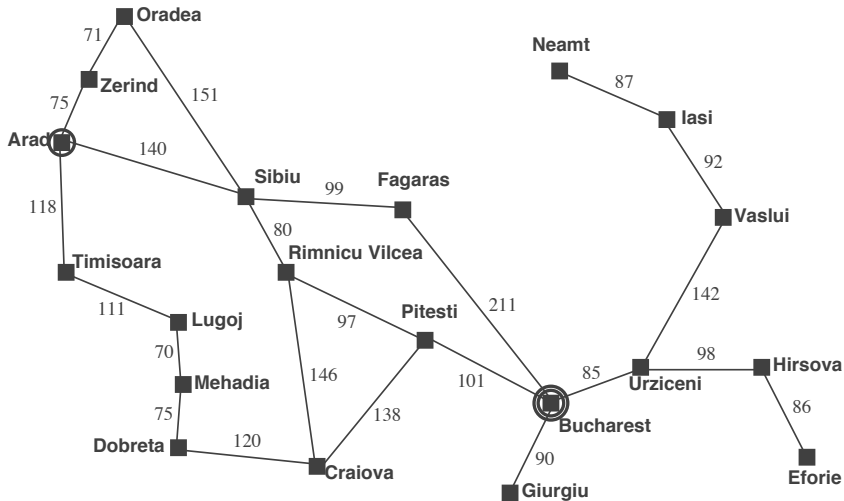 Oradea
71
Neamt
Zerind
87
75
151
Iasi
Arad
140
92
Sibiu
99
Fagaras
118
Vaslui
80
Timisoara
Rimnicu Vilcea
142
111
Lugoj
97
Pitesti
211
70
98
Hirsova
Mehadia
146
101
85
Urziceni
75
138
86
Dobreta
120
Bucharest
90
Craiova
Eforie
Giurgiu